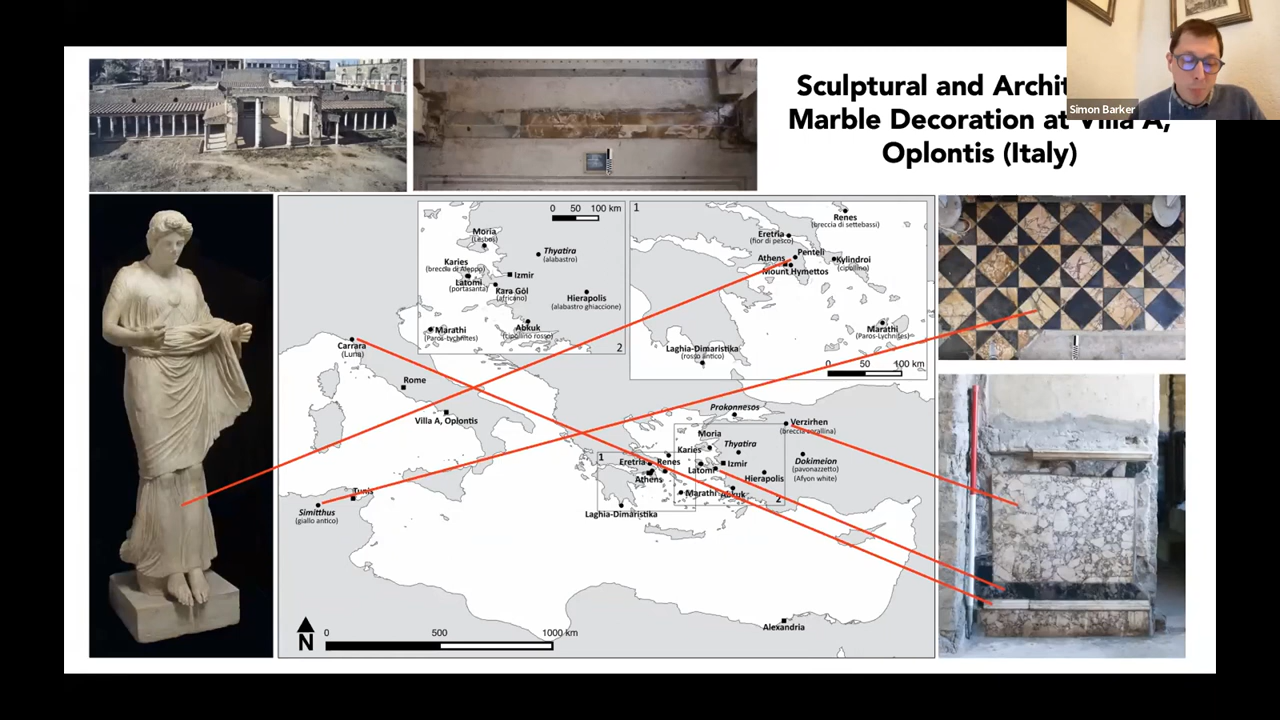 Sculptural and Archit
Marble Decoration at Villa A,
Oplontis (Italy)
Simon Barker
0 50 100 km
Moria
(Lesbos)
Thyatira
(alabastro)
Karies
(breccia di Aleppo)
Izmir
Latomi
(portasanta)
Kara Göl
(africano)
Hierapolis
(alabastro ghiaccione)
Marathi
(Paros-Lychnites)
Abkuk
(cipollino rosso)
2
1
Renes
(breccia di settebassi)
Eretria
(fior di pesco)
Pentell
Athens
Kylindroi
(cipolino)
Mount Hymettos
Marathi
(Paros-Lychnites)
Laghia-Dimaristika
(rosso antico)
0 50 100 km
Carrara
(Luna)
Rome
Villa A, Oplontis
Prokonnesos
Verzirhen
(breccia corallina)
Moria
Thyatira
Karies
1
Eretria
Renes
Izmir
Latomi
Dokimeion
(pavonazzetto)
(Afyon white)
Athens
Hierapolis
Tunis
Marathi
Abkuk
2
Simitthus
(giallo antico)
Laghia-Dimaristika
Alexandria
N
0 500 1000 km